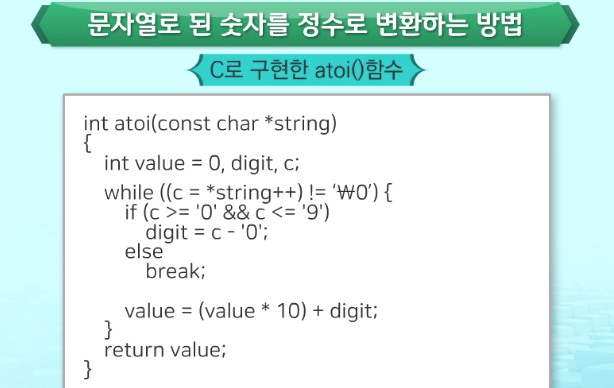 문자열로 된 숫자를 정수로 변환하는 방법
C로 구현한 atoi()함수
int atoi(const char *string)
{
int value = 0, digit, c;
while ((c = *string++) != ‘₩0’) {
if (c >= '0' && c <= '9')
digit = c - '0';
else
break;
value = (value * 10) + digit;
}
return value;
}